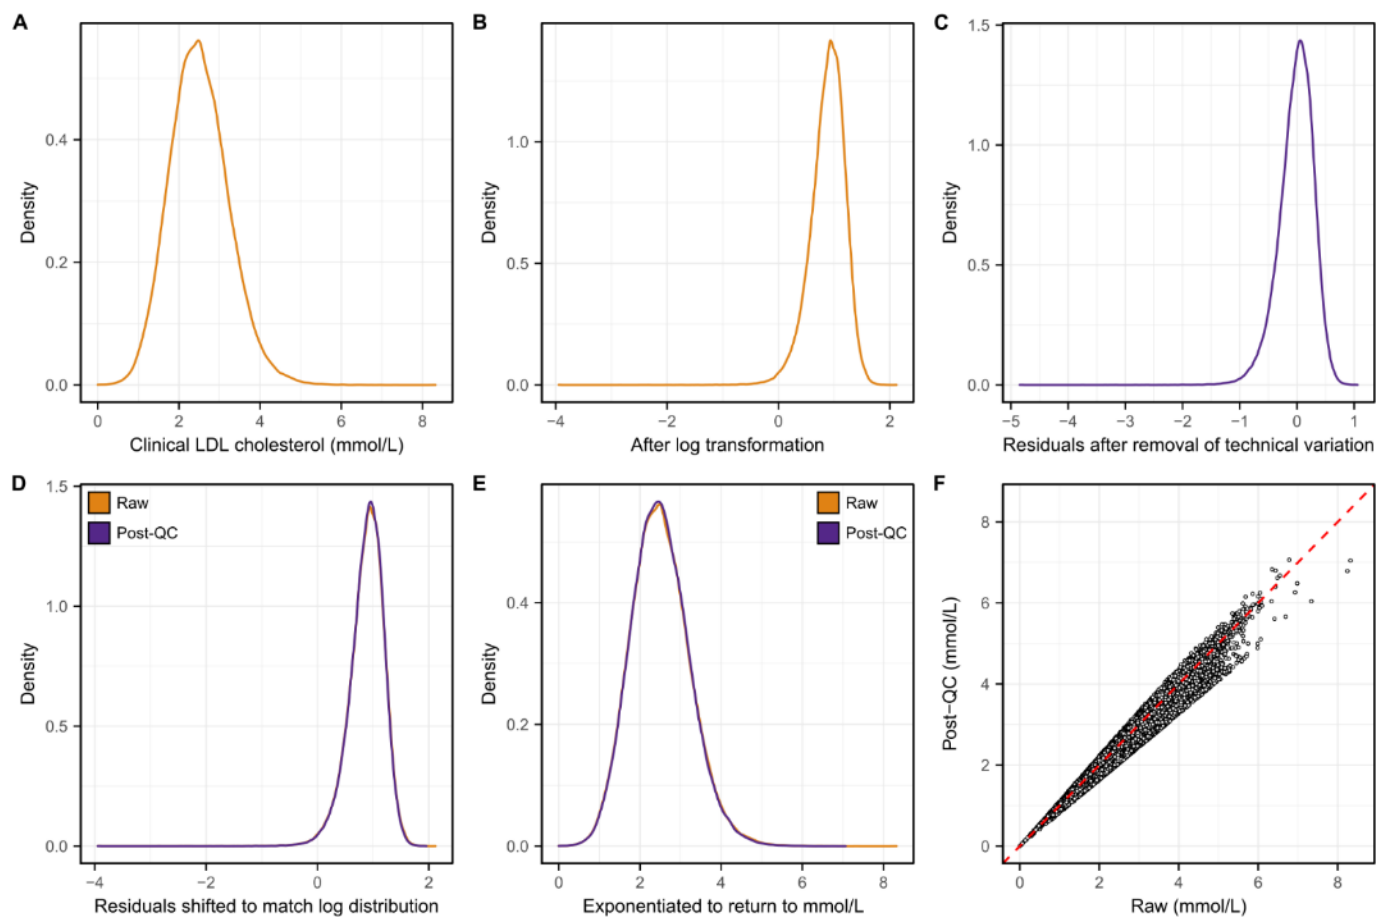 A
Density
0.4
0.2
0.0
0 2 4 6 8
Clinical LDL cholesterol (mmol/L)
B
Density
1.0
0.5
0.0
−4 −2 0 2
After log transformation
C
Density
1.5
1.0
0.5
0.0
−5 −4 −3 −2 −1 0 1
Residuals after removal of technical variation
D
Raw
Post-QC
Density
1.5
1.0
0.5
0.0
−4 −2 0 2
Residuals shifted to match log distribution
E
Raw
Post-QC
Density
0.4
0.2
0.0
0 2 4 6 8
Exponentiated to return to mmol/L
F
Post−QC (mmol/L)
8
6
4
2
0
0 2 4 6 8
Raw (mmol/L)